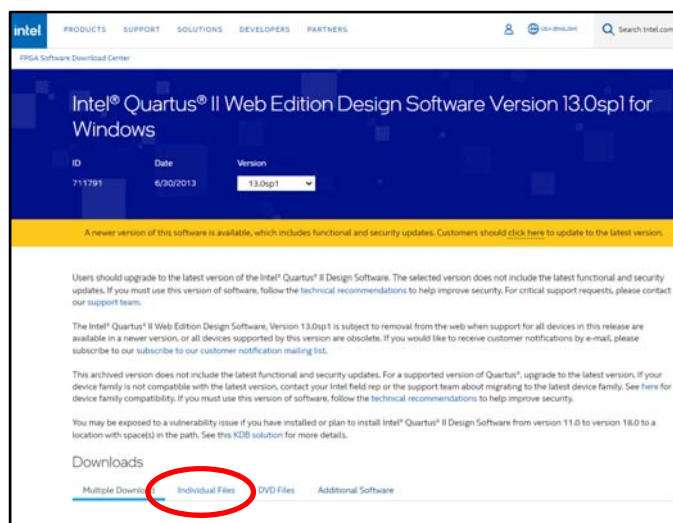 intel
PRODUCTS SUPPORT SOLUTIONS DEVELOPERS PARTNERS
USA (ENGLISH)
Search Intel.com
FPGA Software Download Center
Intel® Quartus® II Web Edition Design Software Version 13.0sp1 for
Windows
ID Date Version
711791 6/30/2013 13.0sp1
A newer version of this software is available, which includes functional and security updates. Customers should click here to update to the latest version.
Users should upgrade to the latest version of the Intel® Quartus® II Design Software. The selected version does not include the latest functional and security
updates. If you must use this version of software, follow the technical recommendations to help improve security. For critical support requests, please contact
our support team.
The Intel® Quartus® II Web Edition Design Software, Version 13.0sp1 is subject to removal from the web when support for all devices in this release are
available in a newer version, or all devices supported by this version are obsolete. If you would like to receive customer notifications by e-mail, please
subscribe to our subscribe to our customer notification mailing list.
This archived version does not include the latest functional and security updates. For a supported version of Quartus®, upgrade to the latest version. If your
device family is not compatible with the latest version, contact your Intel field rep or the support team about migrating to the latest device family. See here for
device family compatibility. If you must use this version of software, follow the technical recommendations to help improve security.
You may be exposed to a vulnerability issue if you have installed or plan to install Intel® Quartus® II Design Software from version 11.0 to version 18.0 to a
location with space(s) in the path. See this KDB solution for more details.
Downloads
Multiple Download Individual Files DVD Files Additional Software